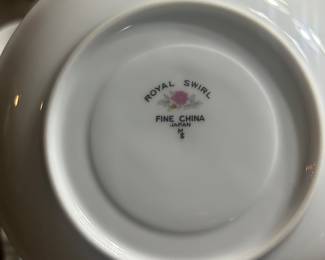 ROYAL SWIRL
FINE CHINA
JAPAN
M
S